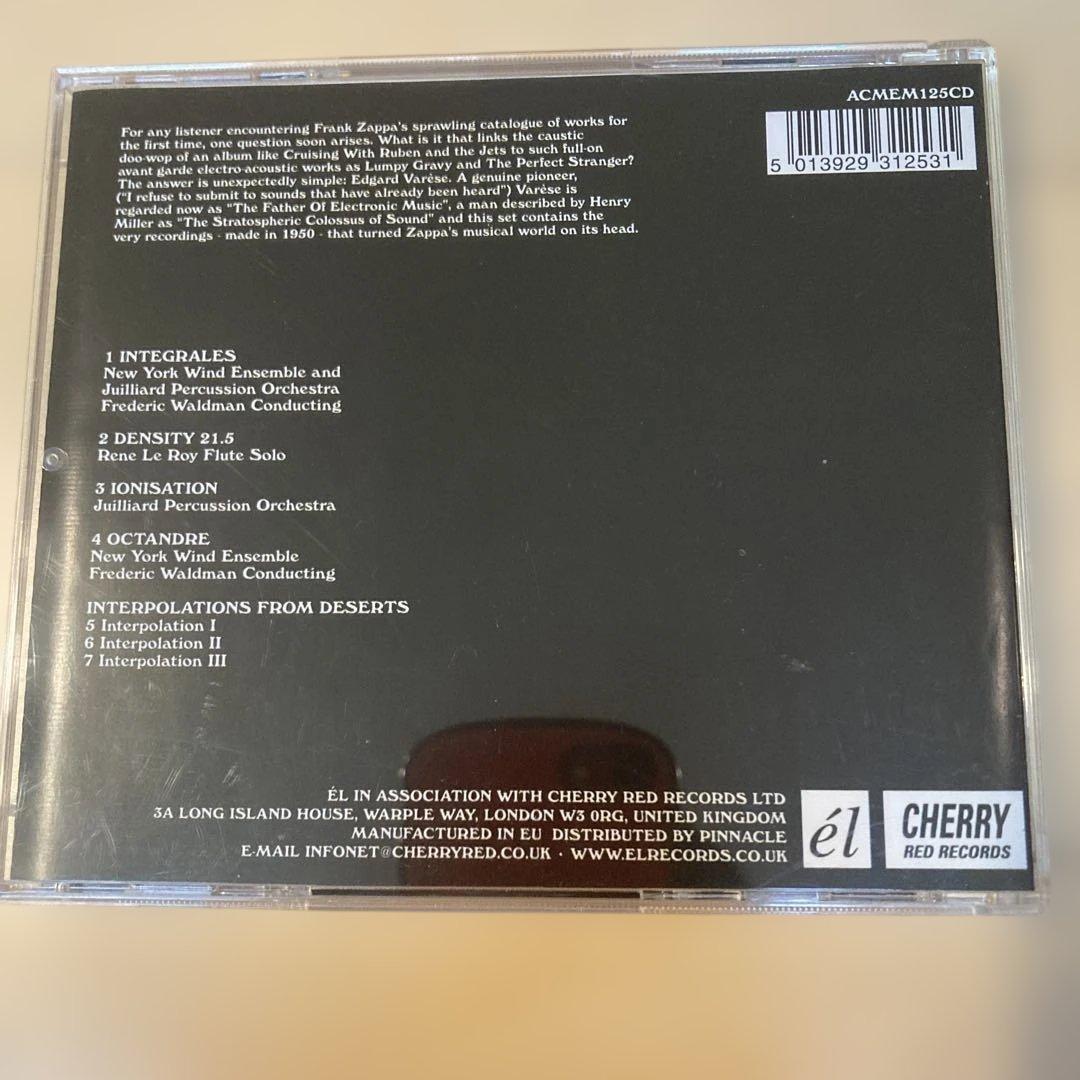 ACMEM125CD
5 013929 312531
For any listener encountering Frank Zappa's sprawling catalogue of works for
the first time, one question soon arises. What is it that links the caustic
doo-wop of an album like Cruising With Ruben and the Jets to such full-on
avant garde electro-acoustic works as Lumpy Gravy and The Perfect Stranger?
The answer is unexpectedly simple: Edgard Varèse. A genuine pioneer,
("I refuse to submit to sounds that have already been heard") Varèse is
regarded now as "The Father Of Electronic Music", a man described by Henry
Miller as "The Stratospheric Colossus of Sound" and this set contains the
very recordings - made in 1950 - that turned Zappa's musical world on its head.
1 INTEGRALES
New York Wind Ensemble and
Juilliard Percussion Orchestra
Frederic Waldman Conducting
2 DENSITY 21.5
Rene Le Roy Flute Solo
3 IONISATION
Juilliard Percussion Orchestra
4 OCTANDRE
New York Wind Ensemble
Frederic Waldman Conducting
INTERPOLATIONS FROM DESERTS
5 Interpolation I
6 Interpolation II
7 Interpolation III
ÉL IN ASSOCIATION WITH CHERRY RED RECORDS LTD
3A LONG ISLAND HOUSE, WARPLE WAY, LONDON W3 0RG, UNITED KINGDOM
MANUFACTURED IN EU DISTRIBUTED BY PINNACLE
E-MAIL INFONET@CHERRYRED.CO.UK · WWW.ELRECORDS.CO.UK
él
CHERRY
RED RECORDS